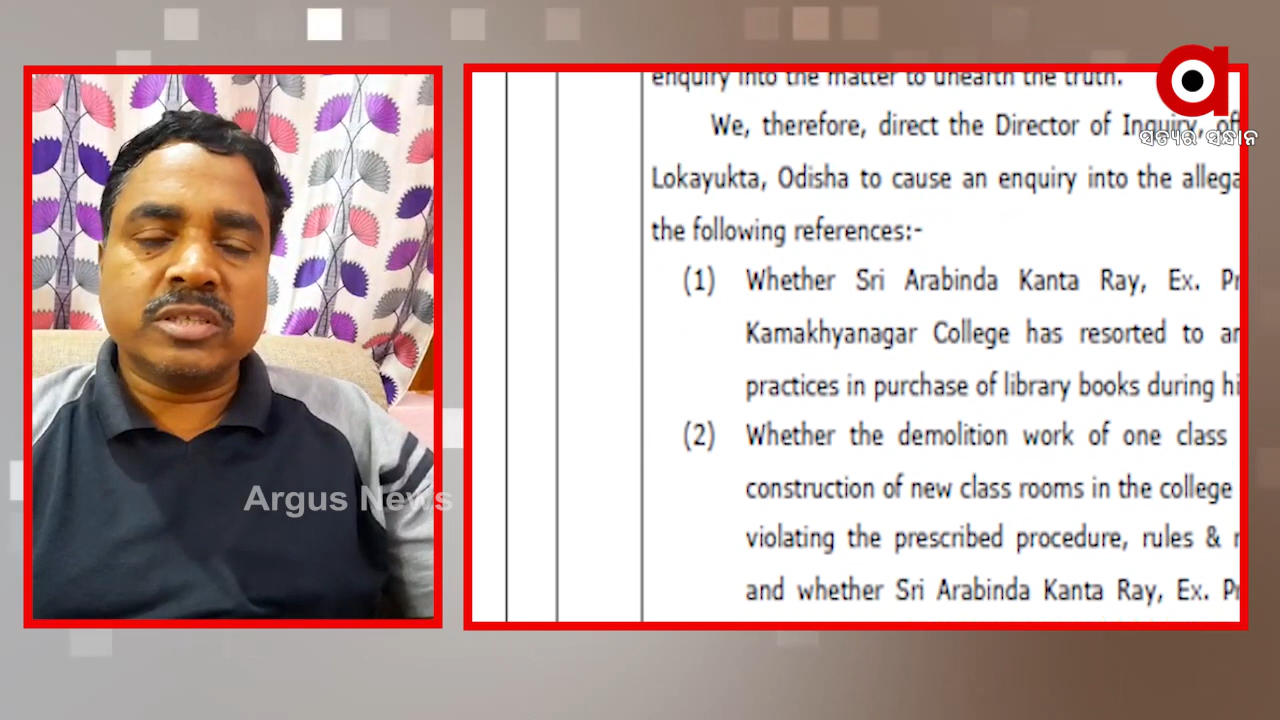 enquiry into the matter to unearth the truth.
We, therefore, direct the Director of Inquiry, of
Lokayukta, Odisha to cause an enquiry into the allega
the following references:-
(1) Whether Sri Arabinda Kanta Ray, Ex. Pr
Kamakhyanagar College has resorted to
practices in purchase of library books during hi
(2) Whether the demolition work of one class
construction of new class rooms in the college
violating the prescribed procedure, rules &
and whether Sri Arabinda Kanta Ray, Ex. Pr
ସତ୍ୟର ସନ୍ଧାନ
Argus News